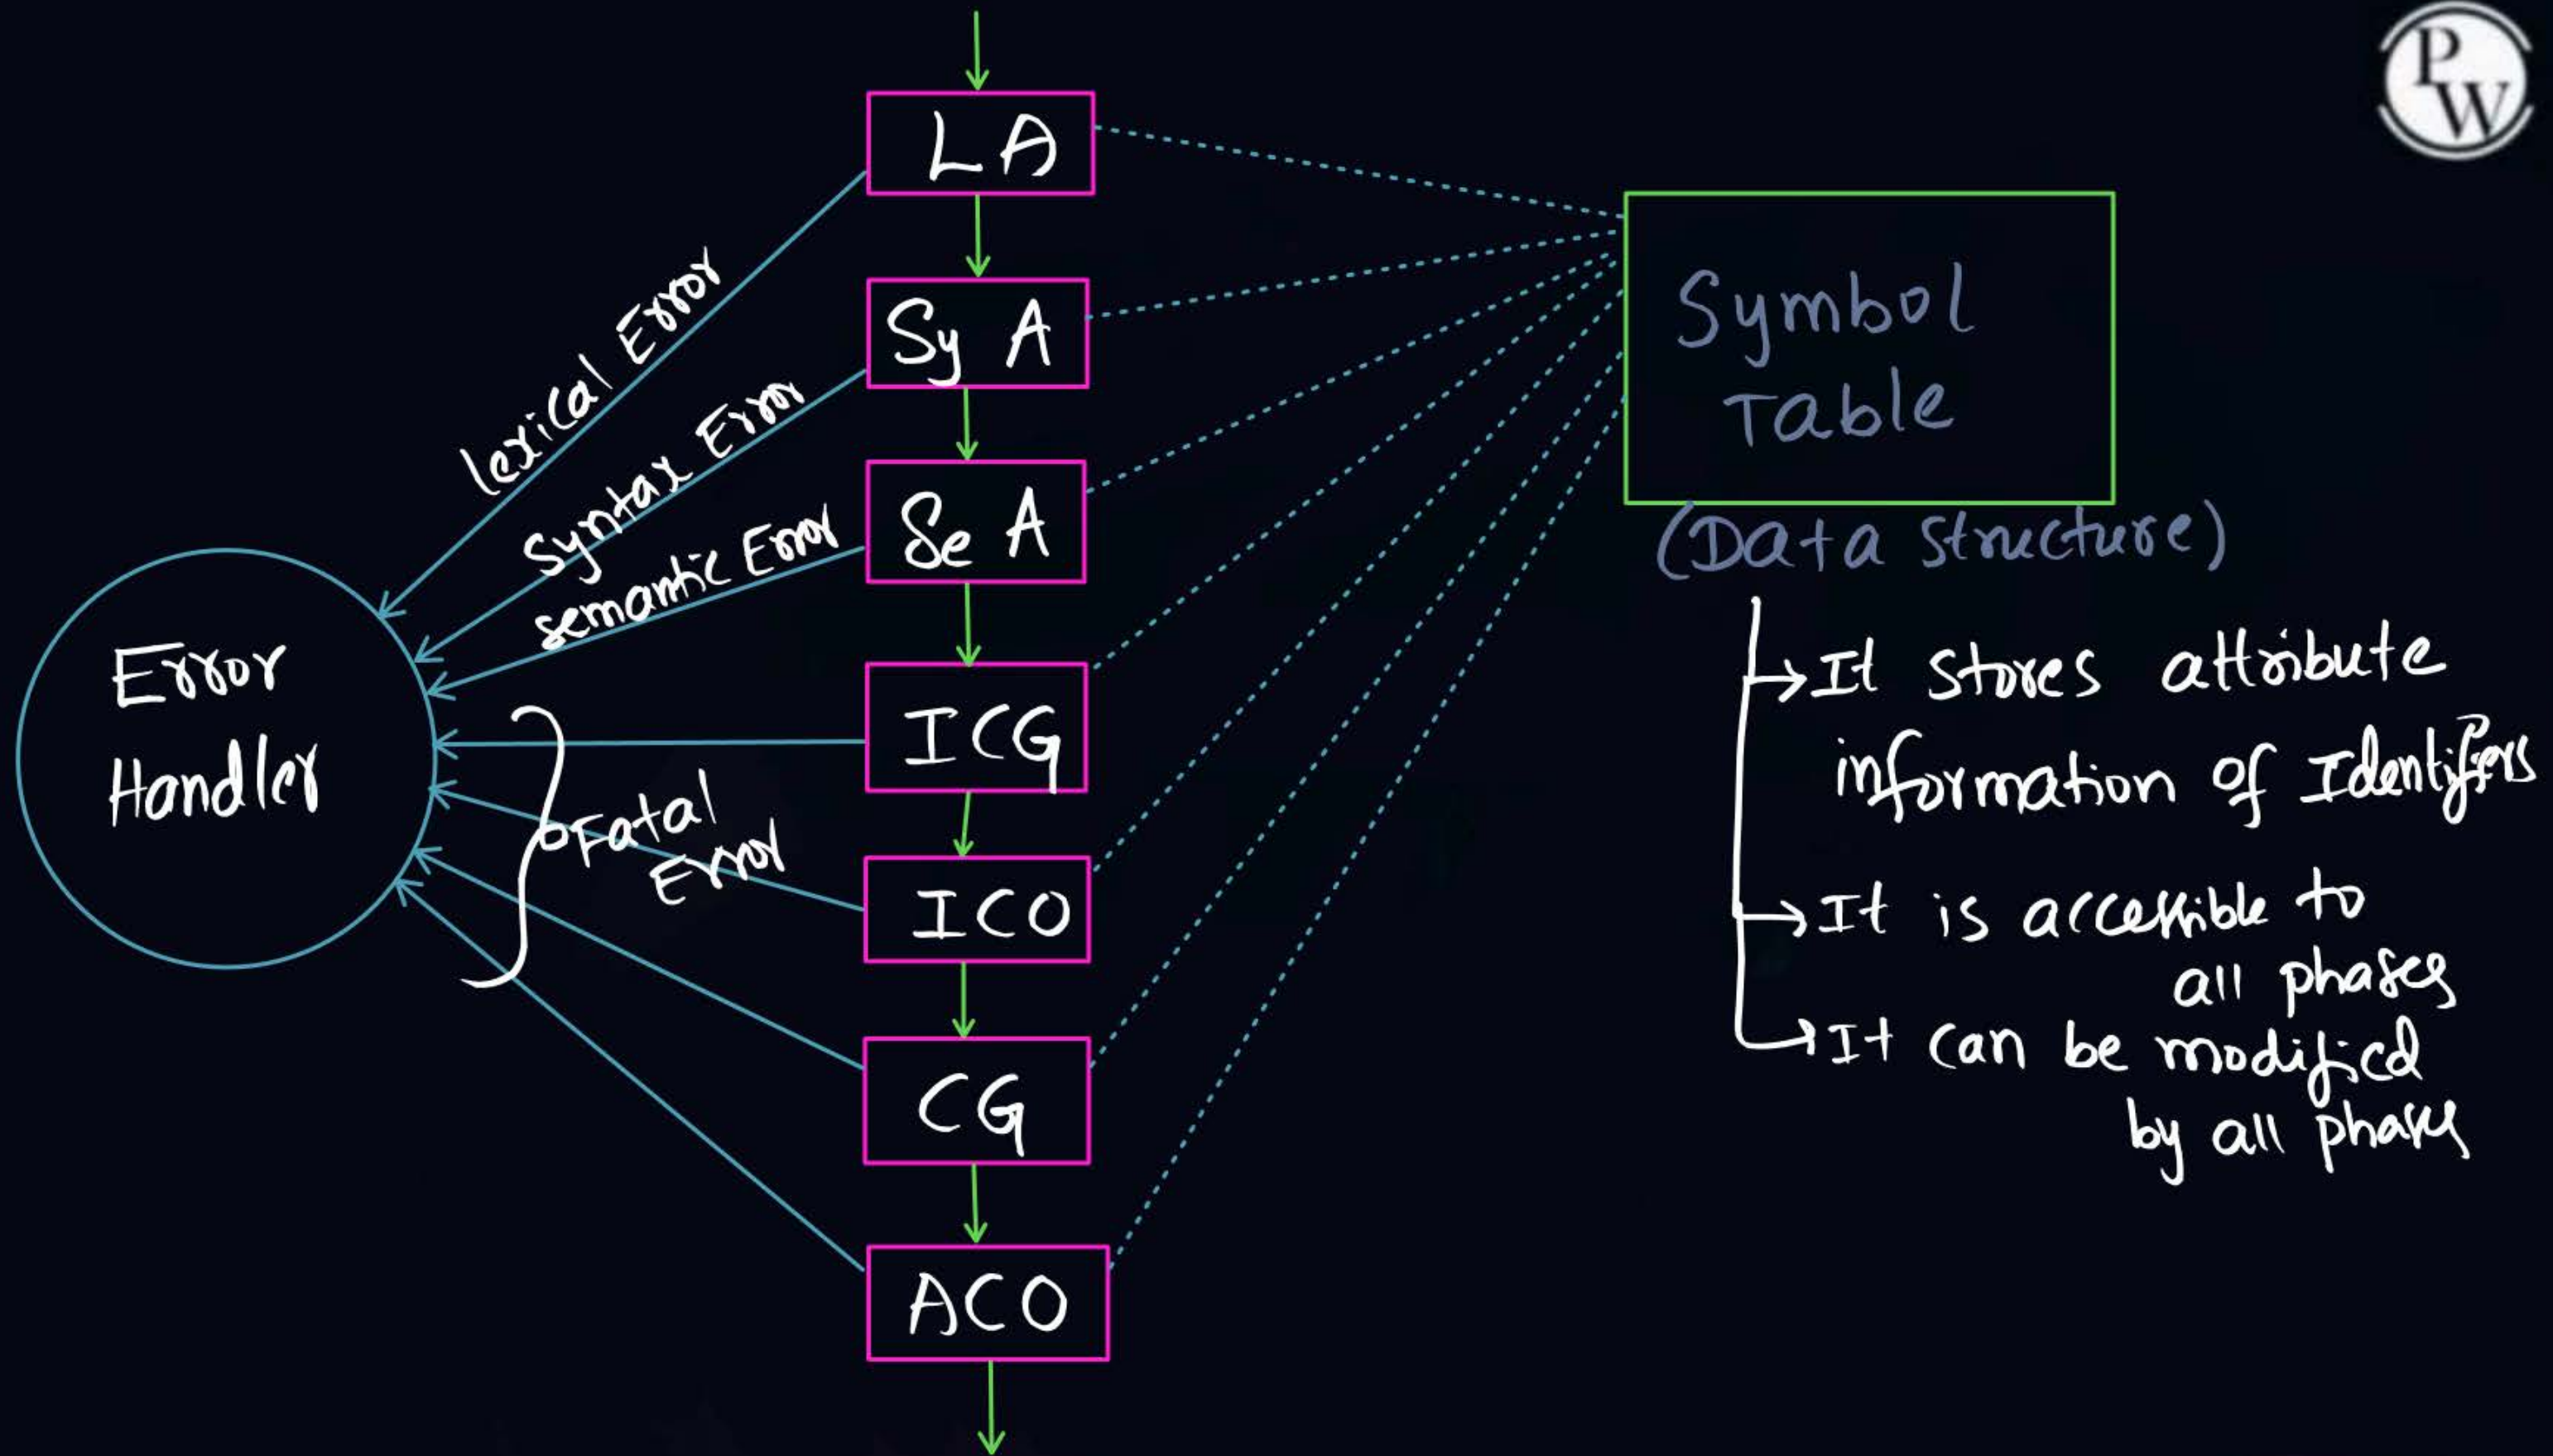 P
W
LA
Sy A
Se A
ICG
ICO
CG
ACO
lexical Error
Syntax Error
semantic Error
Fatal
Error
Error
Handler
Symbol
Table
(Data structure)
It stores attribute
information of Identifiers
It is accessible to
all phases
It can be modified
by all phases